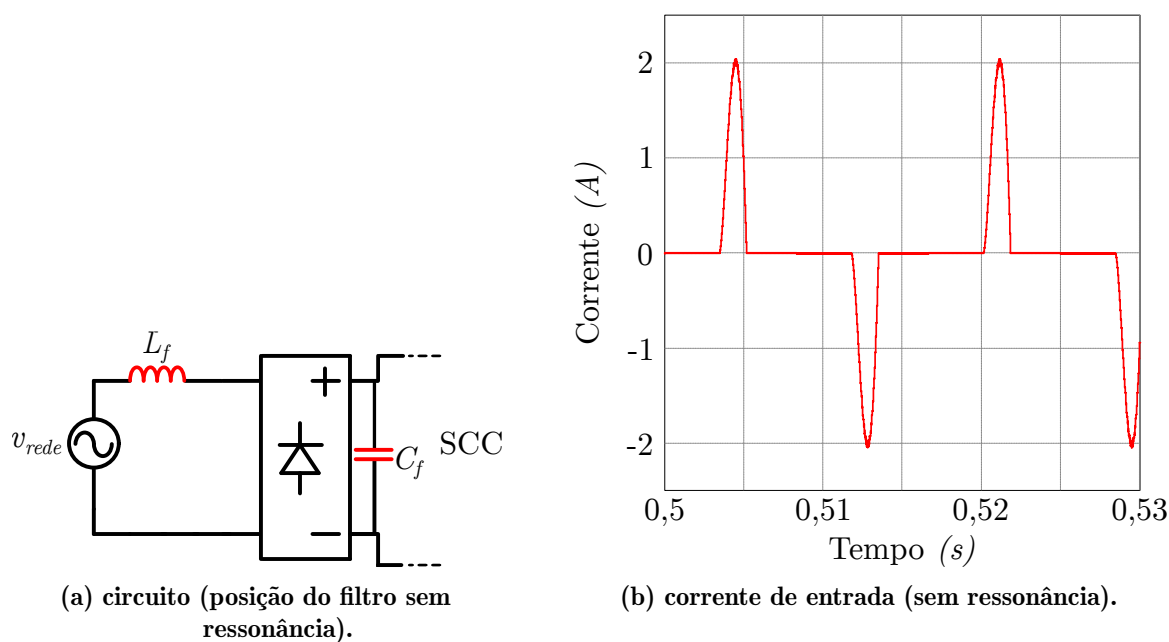 L_f
v_rede
C_f
SCC
(a) circuito (posição do filtro sem
ressonância).
Corrente (A)
2
1
0
-1
-2
0,5
0,51
0,52
0,53
Tempo (s)
(b) corrente de entrada (sem ressonância).